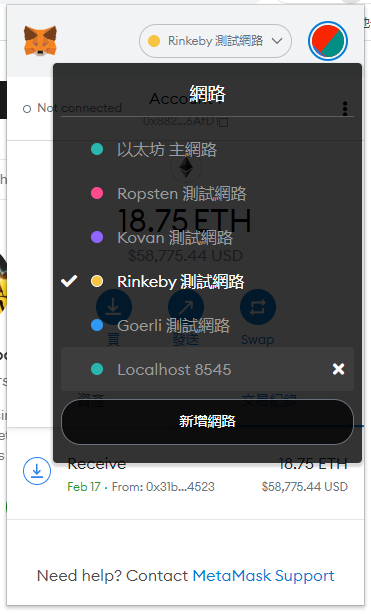 Rinkeby 測試網路
Not connected
Account
0x882...6AfD
網路
以太坊 主網路
Ropsten 測試網路
18.75 ETH
Kovan 測試網路
$58,775.44 USD
Rinkeby 測試網路
Goerli 測試網路
買
發送
Swap
Localhost 8545
資產
交易紀錄
新增網路
Receive
18.75 ETH
Feb 17 · From: 0x31b...4523
$58,775.44 USD
Need help? Contact MetaMask Support